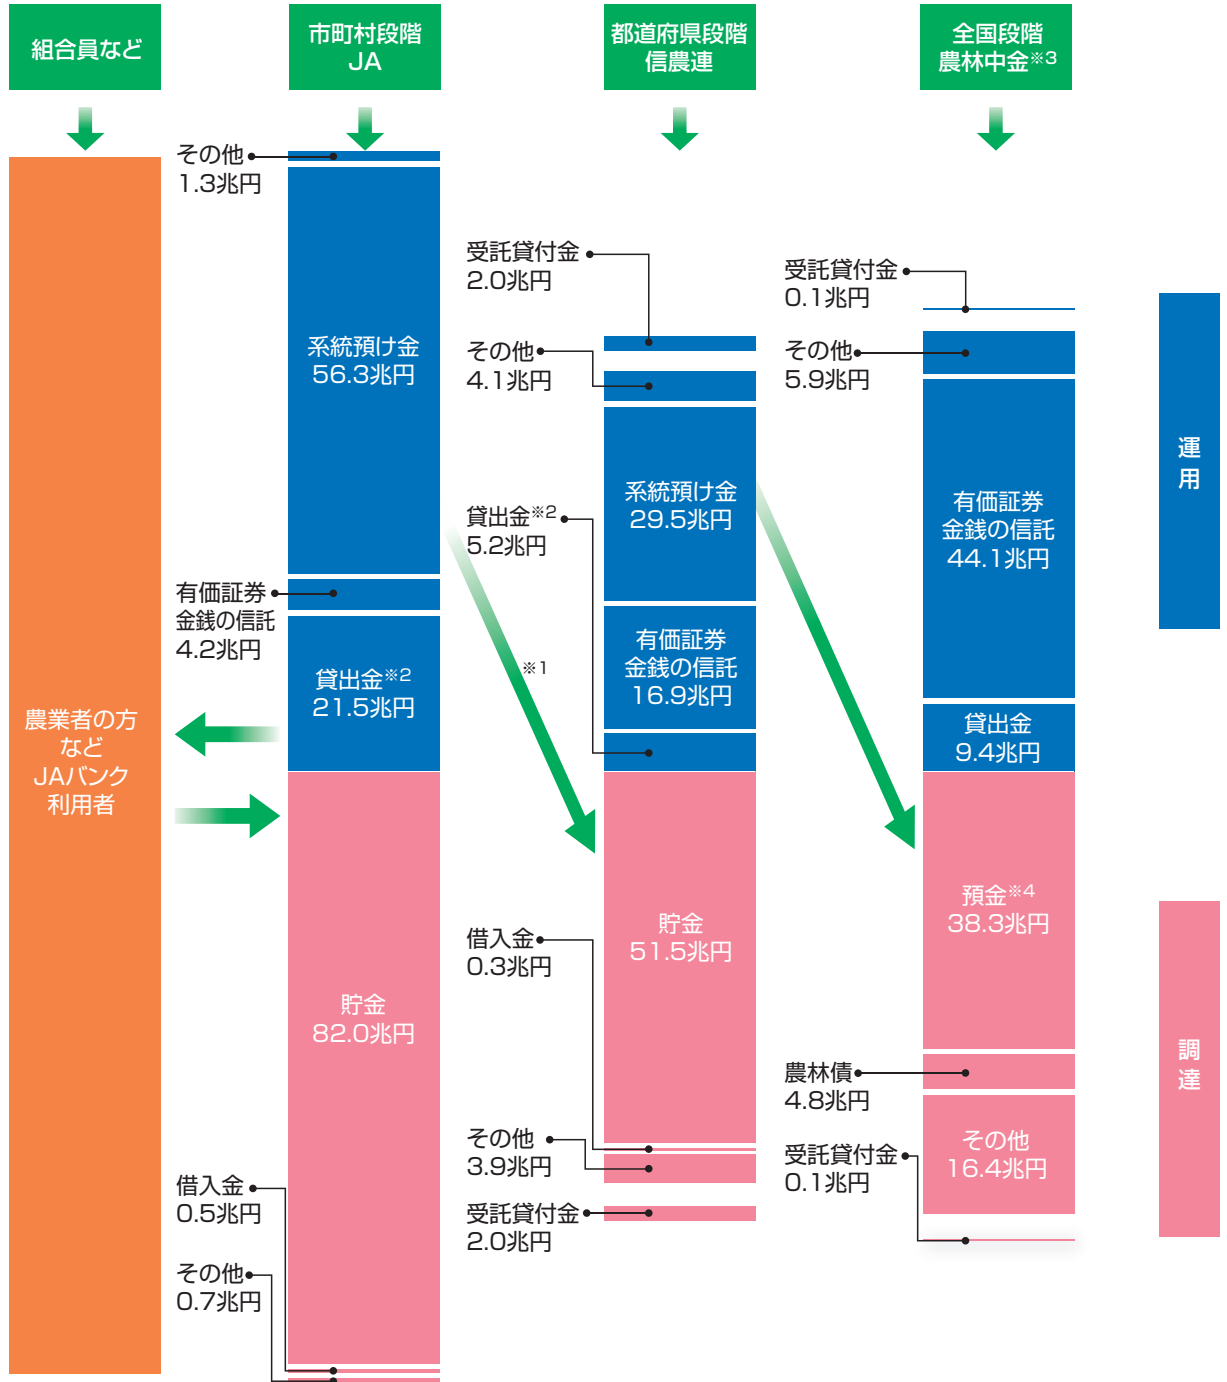 組合員など
市町村段階
JA
都道府県段階
信農連
全国段階
農林中金※3
その他
1.3兆円
系統預け金
56.3兆円
有価証券
金銭の信託
4.2兆円
貸出金※2
21.5兆円
農業者の方
など
JAバンク
利用者
貯金
82.0兆円
借入金
0.5兆円
その他
0.7兆円
※1
受託貸付金
2.0兆円
その他
4.1兆円
系統預け金
29.5兆円
貸出金※2
5.2兆円
有価証券
金銭の信託
16.9兆円
貯金
51.5兆円
借入金
0.3兆円
その他
3.9兆円
受託貸付金
2.0兆円
受託貸付金
0.1兆円
その他
5.9兆円
有価証券
金銭の信託
44.1兆円
貸出金
9.4兆円
預金※4
38.3兆円
農林債
4.8兆円
その他
16.4兆円
受託貸付金
0.1兆円
運用
調達